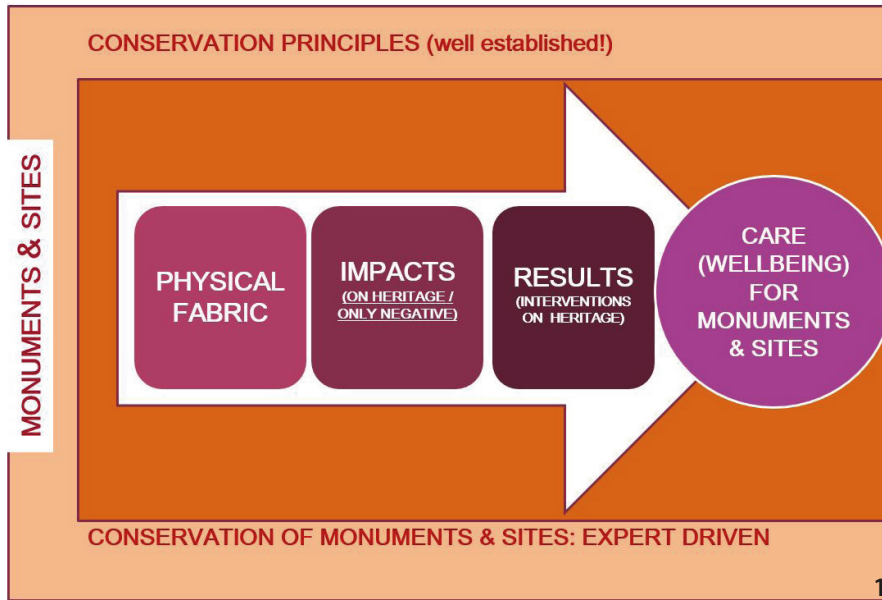 CONSERVATION PRINCIPLES (well established!)
MONUMENTS & SITES
PHYSICAL
FABRIC
IMPACTS
(ON HERITAGE /
ONLY NEGATIVE)
RESULTS
(INTERVENTIONS
ON HERITAGE)
CARE
(WELLBEING)
FOR
MONUMENTS
& SITES
CONSERVATION OF MONUMENTS & SITES: EXPERT DRIVEN
1